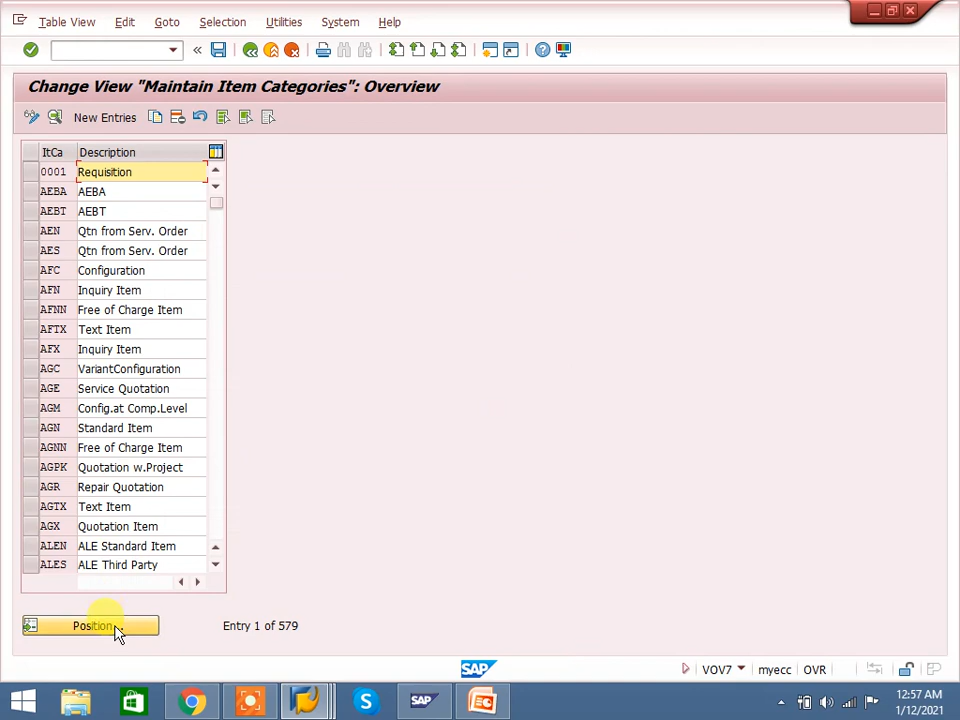 Table View Edit Goto Selection Utilities System Help
Change View "Maintain Item Categories": Overview
New Entries
ItCa Description
0001 Requisition
AEBA AEBA
AEBT AEBT
AEN Qtn from Serv. Order
AES Qtn from Serv. Order
AFC Configuration
AFN Inquiry Item
AFNN Free of Charge Item
AFTX Text Item
AFX Inquiry Item
AGC VariantConfiguration
AGE Service Quotation
AGM Config.at Comp.Level
AGN Standard Item
AGNN Free of Charge Item
AGPK Quotation w.Project
AGR Repair Quotation
AGTX Text Item
AGX Quotation Item
ALEN ALE Standard Item
ALES ALE Third Party
Position... Entry 1 of 579
SAP VOV7 myecc OVR
SAP 12:57 AM
1/12/2021